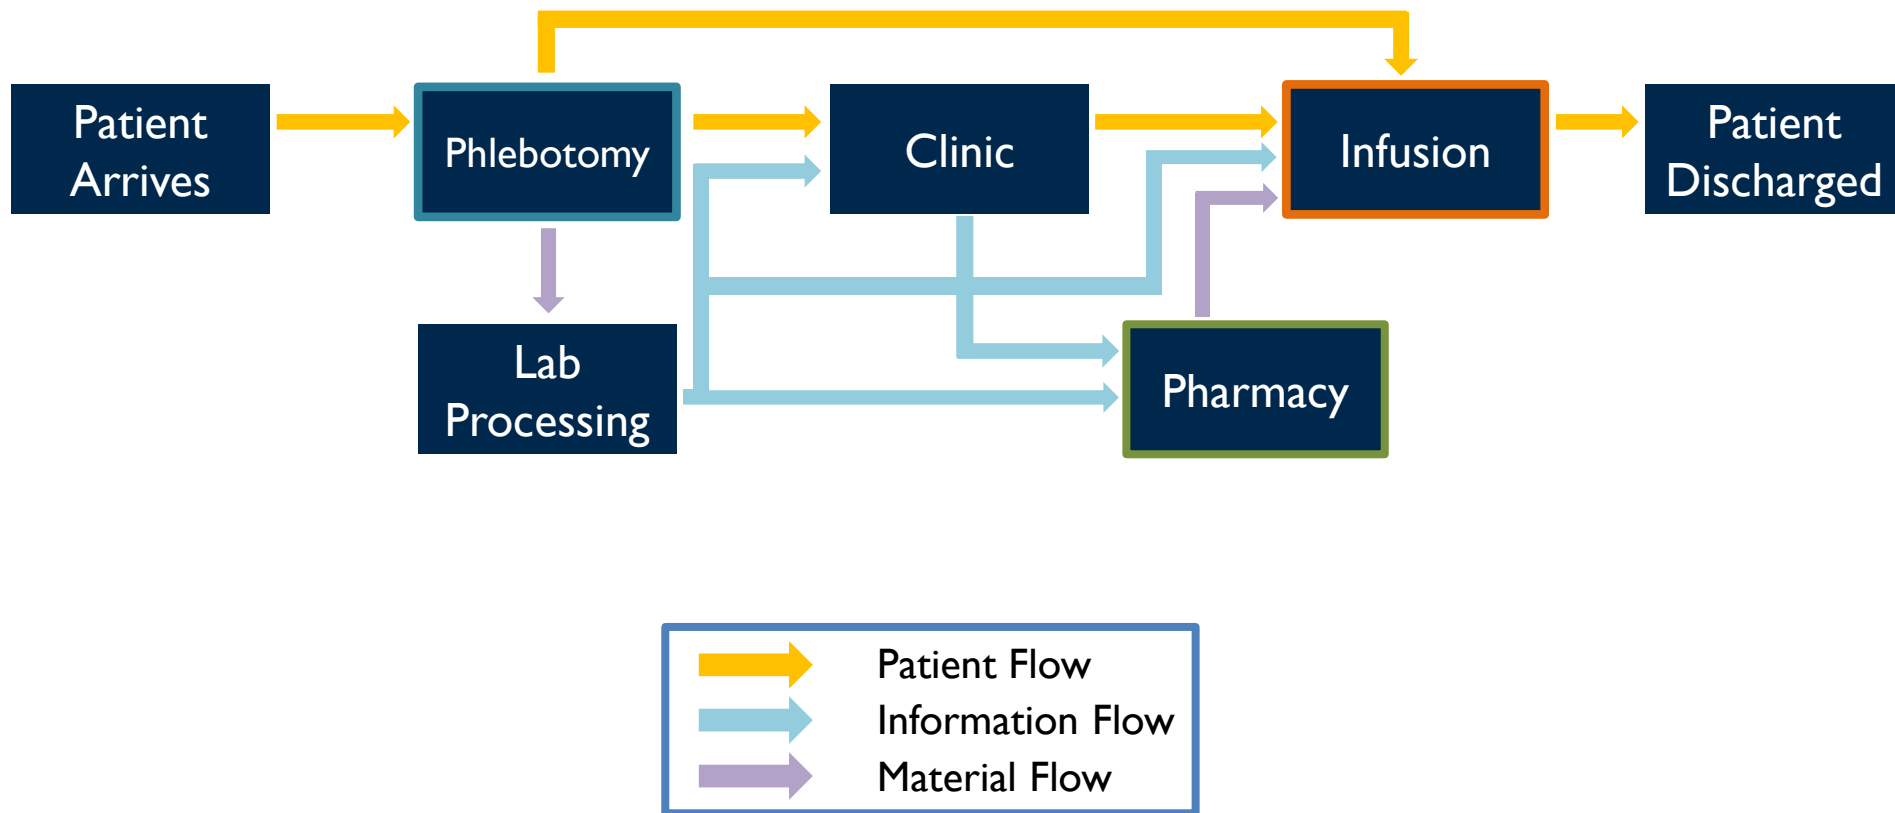 Patient
Arrives
Phlebotomy
Clinic
Infusion
Patient
Discharged
Lab
Processing
Pharmacy
Patient Flow
Information Flow
Material Flow